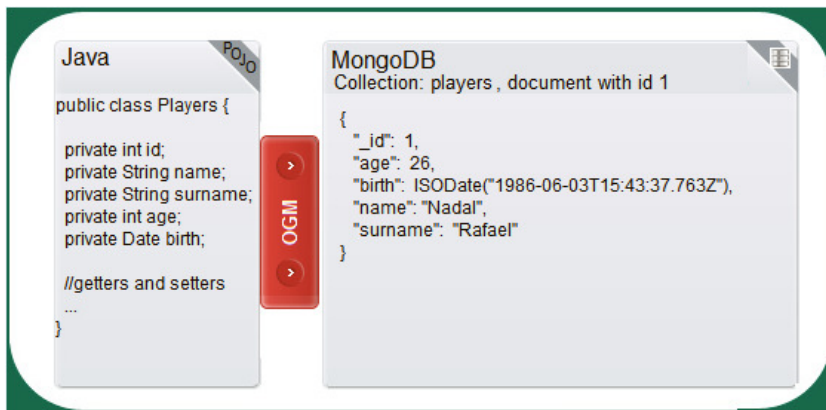 Java
POJO
public class Players {
private int id;
private String name;
private String surname;
private int age;
private Date birth;
//getters and setters
...
}
OGM
MongoDB
Collection: players , document with id 1
{
"_id": 1,
"age": 26,
"birth": ISODate("1986-06-03T15:43:37.763Z"),
"name": "Nadal",
"surname": "Rafael"
}